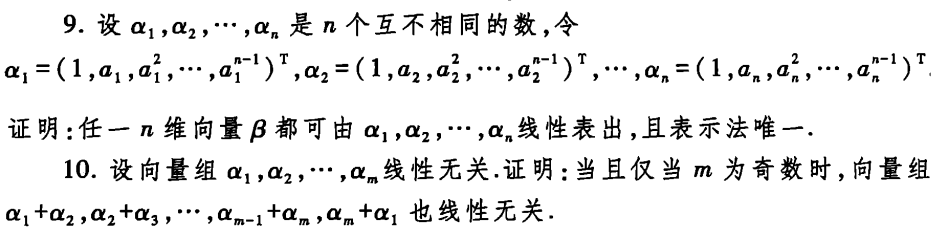 9. 设 α₁,α₂,⋯,αₙ 是 n 个互不相同的数,令
α₁=(1,a₁,a₁²,⋯,a₁ⁿ⁻¹)ᵀ,α₂=(1,a₂,a₂²,⋯,a₂ⁿ⁻¹)ᵀ,⋯,αₙ=(1,aₙ,aₙ²,⋯,aₙⁿ⁻¹)ᵀ.
证明:任一 n 维向量 β 都可由 α₁,α₂,⋯,αₙ线性表出,且表示法唯一.
10. 设向量组 α₁,α₂,⋯,αₘ线性无关.证明:当且仅当 m 为奇数时,向量组
α₁+α₂,α₂+α₃,⋯,αₘ₋₁+αₘ,αₘ+α₁ 也线性无关.